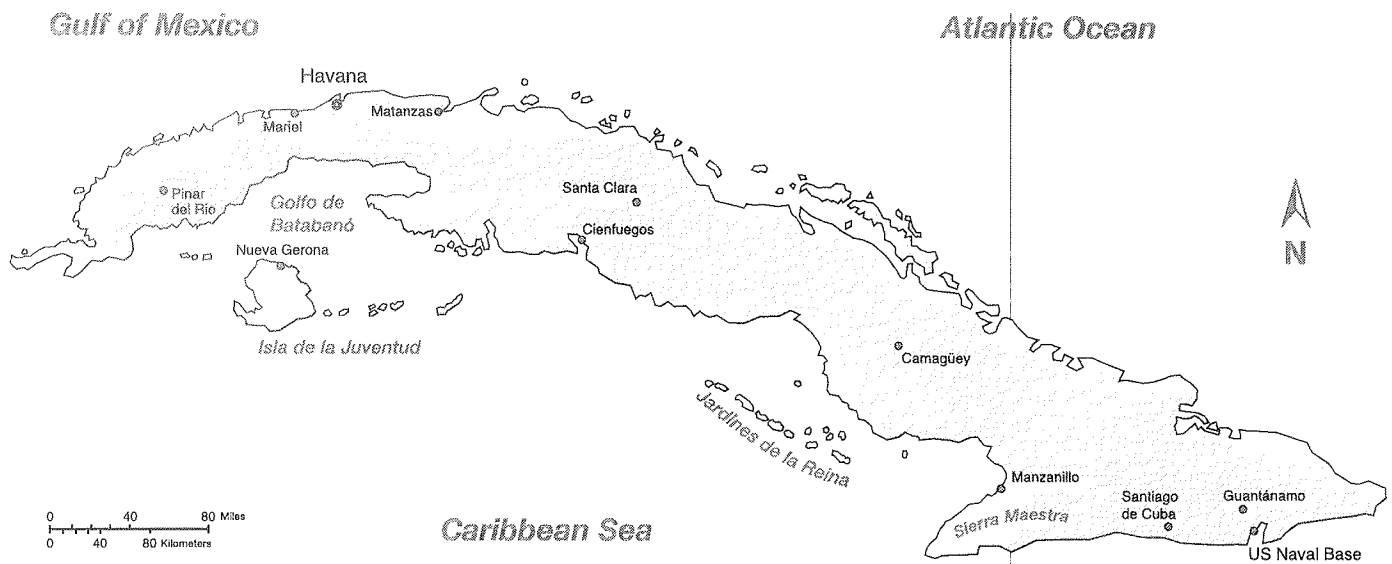 Gulf of Mexico
Atlantic Ocean
Havana
Matanzas
Mariel
Pinar
del Río
Golfo de
Batabanó
Santa Clara
Cienfuegos
Nueva Gerona
N
Isla de la Juventud
Camagüey
Jardines de la Reina
Manzanillo
Santiago
de Cuba
Guantánamo
Sierra Maestra
US Naval Base
Caribbean Sea
0 40 80 Miles
0 40 80 Kilometers